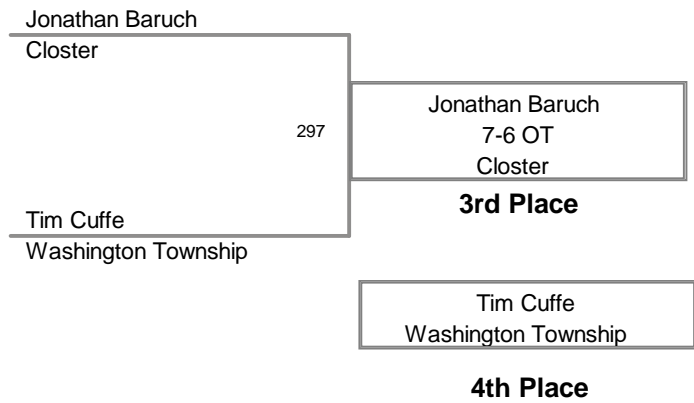 Jonathan Baruch
Closter
297
Jonathan Baruch
7-6 OT
Closter
3rd Place
Tim Cuffe
Washington Township
Tim Cuffe
Washington Township
4th Place